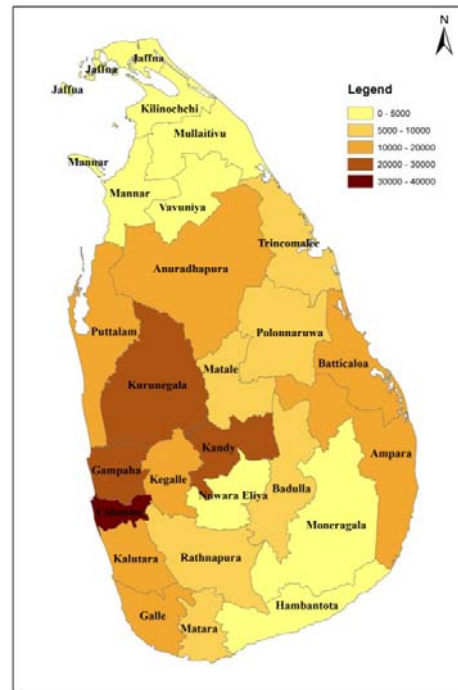 N
Jaffna
Jaffna
Jaffna
Kilinochchi
Mullaitivu
Mannar
Mannar
Vavuniya
Trincomalee
Anuradhapura
Puttalam
Polonnaruwa
Batticaloa
Matale
Kurunegala
Kandy
Ampara
Gampaha
Kegalle
Badulla
Nuwara Eliya
Colombo
Moneragala
Kalutara
Rathnapura
Hambantota
Galle
Matara
Legend
0 - 5000
5000 - 10000
10000 - 20000
20000 - 30000
30000 - 40000